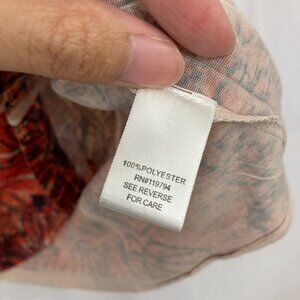 100%POLYESTER
RN#119794
SEE REVERSE
FOR CARE